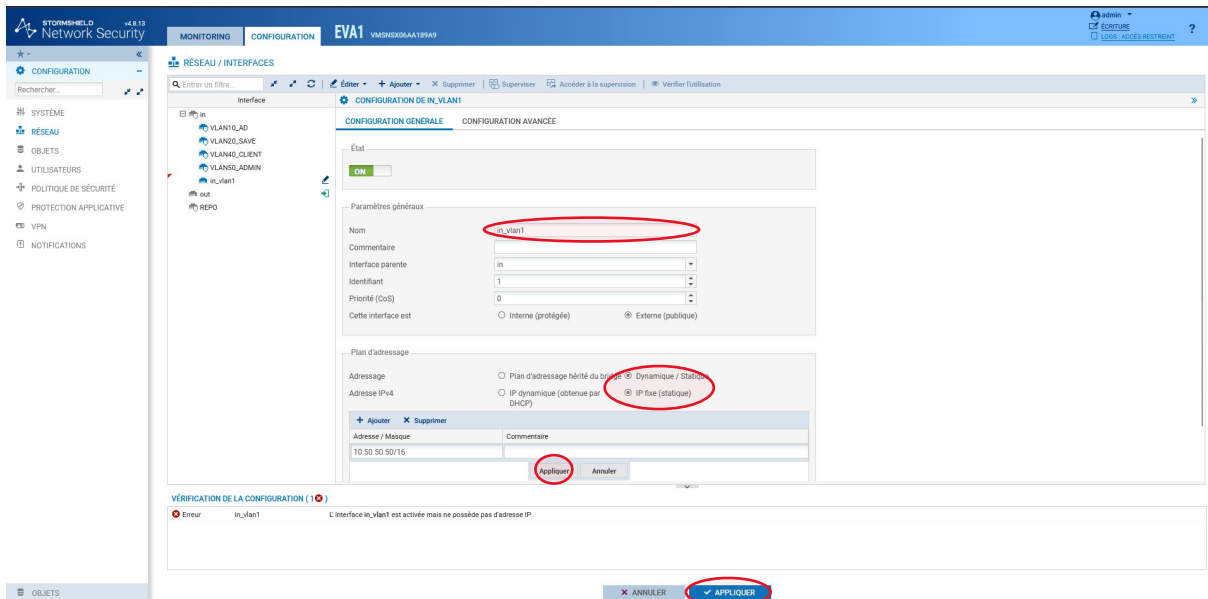 STORMSHIELD v4.8.13
Network Security
MONITORING CONFIGURATION EVA1 VMSNSX06AA189A9
admin
ÉCRITURE
LOGS : ACCÈS RESTREINT
?
CONFIGURATION
Rechercher...
SYSTÈME
RÉSEAU
OBJETS
UTILISATEURS
POLITIQUE DE SÉCURITÉ
PROTECTION APPLICATIVE
VPN
NOTIFICATIONS
OBJETS
RÉSEAU / INTERFACES
Entrer un filtre... Éditer + Ajouter × Supprimer Superviser Accéder à la supervision Vérifier l'utilisation
Interface
in
VLAN10_AD
VLAN20_SAVE
VLAN40_CLIENT
VLAN50_ADMIN
in_vlan1
out
REPO
CONFIGURATION DE IN_VLAN1
CONFIGURATION GÉNÉRALE CONFIGURATION AVANCÉE
État
ON
Paramètres généraux
Nom in_vlan1
Commentaire
Interface parente in
Identifiant 1
Priorité (CoS) 0
Cette interface est Interne (protégée) Externe (publique)
Plan d'adressage
Adressage Plan d'adressage hérité du bridge Dynamique / Statique
Adresse IPv4 IP dynamique (obtenue par DHCP) IP fixe (statique)
+ Ajouter × Supprimer
Adresse / Masque Commentaire
10.50.50.50/16
Appliquer Annuler
VÉRIFICATION DE LA CONFIGURATION ( 1 )
Erreur in_vlan1 L'interface in_vlan1 est activée mais ne possède pas d'adresse IP
× ANNULER ✓ APPLIQUER